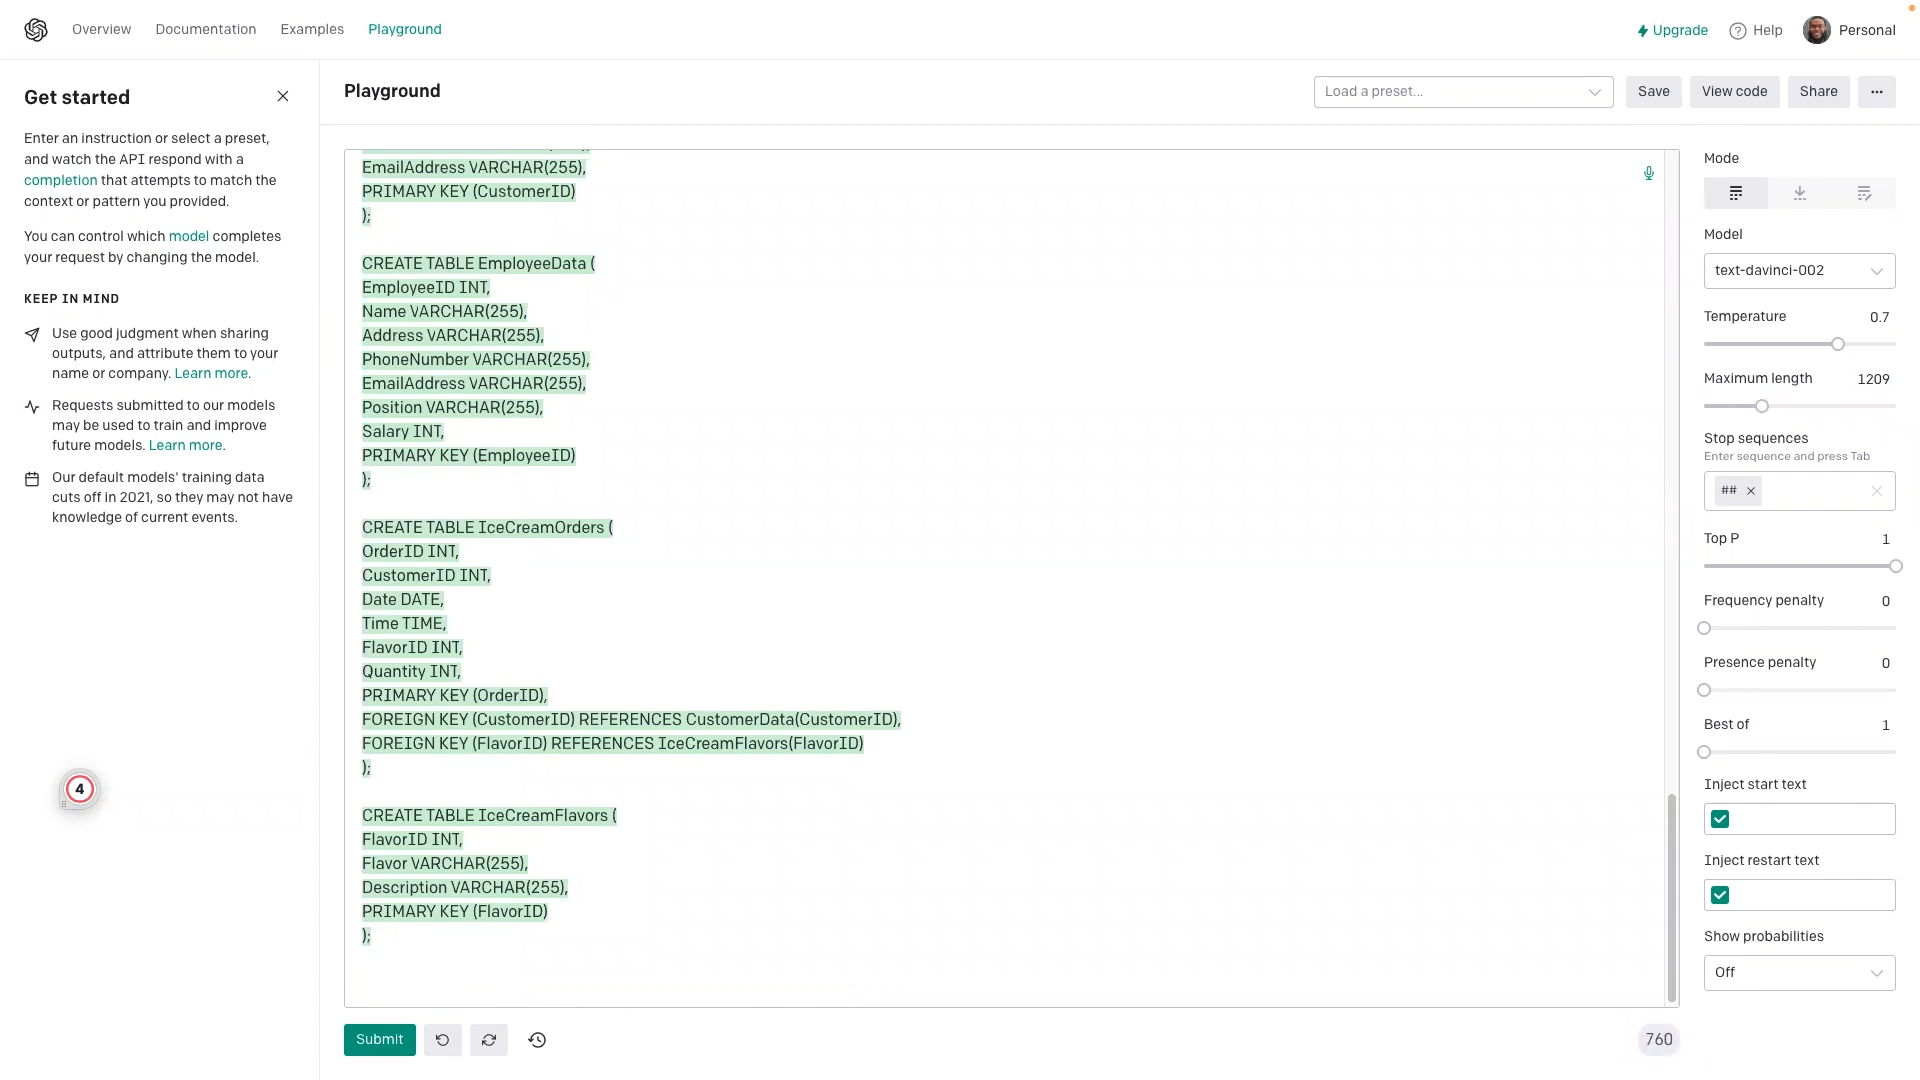 Overview
Documentation
Examples
Playground
Upgrade
Help
Personal
Get started
Enter an instruction or select a preset,
and watch the API respond with a
completion that attempts to match the
context or pattern you provided.
You can control which model completes
your request by changing the model.
KEEP IN MIND
Use good judgment when sharing
outputs, and attribute them to your
name or company. Learn more.
Requests submitted to our models
may be used to train and improve
future models. Learn more.
Our default models' training data
cuts off in 2021, so they may not have
knowledge of current events.
4
Playground
Load a preset...
Save
View code
Share
EmailAddress VARCHAR(255),
PRIMARY KEY (CustomerID)
);
CREATE TABLE EmployeeData (
EmployeeID INT,
Name VARCHAR(255),
Address VARCHAR(255),
PhoneNumber VARCHAR(255),
EmailAddress VARCHAR(255),
Position VARCHAR(255),
Salary INT,
PRIMARY KEY (EmployeeID)
);
CREATE TABLE IceCreamOrders (
OrderID INT,
CustomerID INT,
Date DATE,
Time TIME,
FlavorID INT,
Quantity INT,
PRIMARY KEY (OrderID),
FOREIGN KEY (CustomerID) REFERENCES CustomerData(CustomerID),
FOREIGN KEY (FlavorID) REFERENCES IceCreamFlavors(FlavorID)
);
CREATE TABLE IceCreamFlavors (
FlavorID INT,
Flavor VARCHAR(255),
Description VARCHAR(255),
PRIMARY KEY (FlavorID)
);
Submit
760
Mode
Model
text-davinci-002
Temperature 0.7
Maximum length 1209
Stop sequences
Enter sequence and press Tab
##
Top P 1
Frequency penalty 0
Presence penalty 0
Best of 1
Inject start text
Inject restart text
Show probabilities
Off